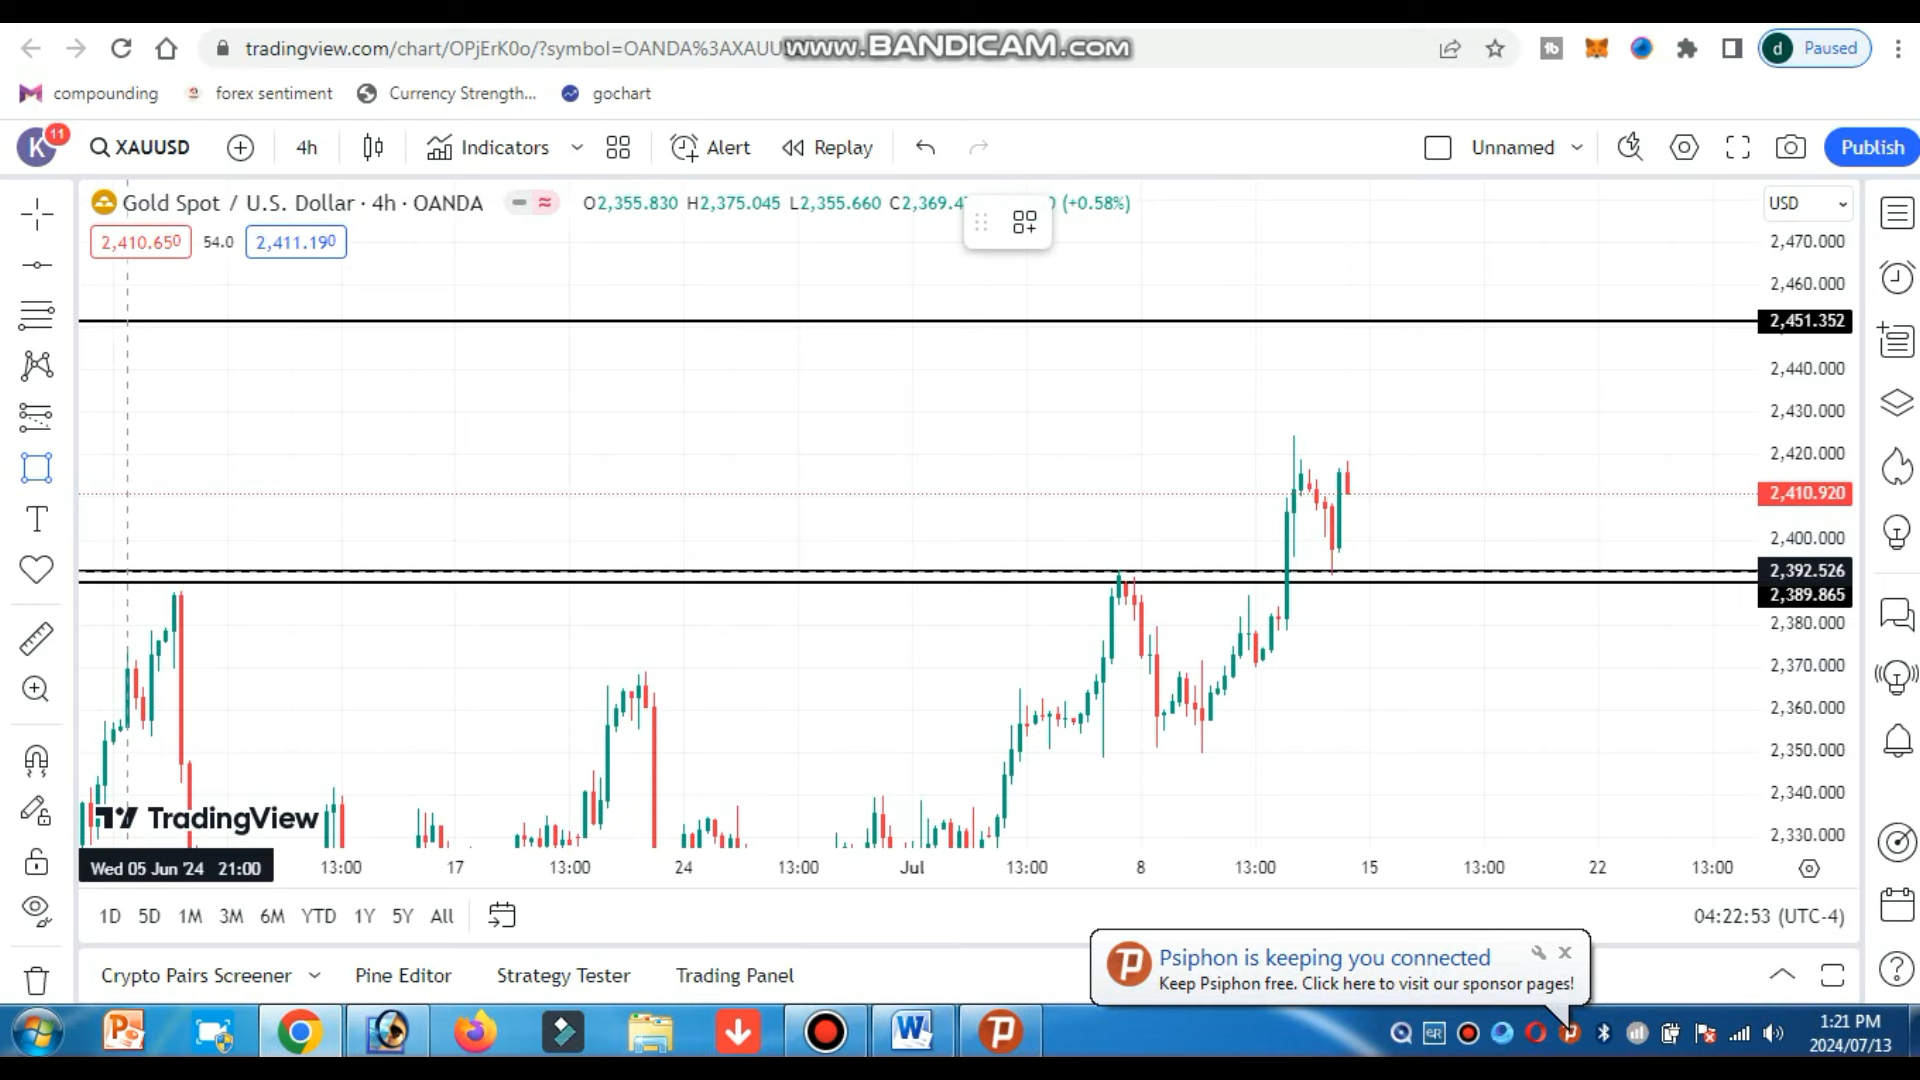 tradingview.com/chart/OPjErK0o/?symbol=OANDA%3AXAUU
www.BANDICAM.com
d Paused
compounding
forex sentiment
Currency Strength...
gochart
K 11
XAUUSD
4h
Indicators
Alert
Replay
Unnamed
Publish
Gold Spot / U.S. Dollar · 4h · OANDA
O2,355.830 H2,375.045 L2,355.660 C2,369.4
(+0.58%)
USD
2,410.650
54.0
2,411.190
2,470.000
2,460.000
2,451.352
2,440.000
2,430.000
2,420.000
2,410.920
2,400.000
2,392.526
2,389.865
2,380.000
2,370.000
2,360.000
2,350.000
2,340.000
2,330.000
TradingView
Wed 05 Jun '24 21:00
13:00
17
13:00
24
13:00
Jul
13:00
8
13:00
15
13:00
22
13:00
1D 5D 1M 3M 6M YTD 1Y 5Y All
04:22:53 (UTC-4)
Psiphon is keeping you connected
Keep Psiphon free. Click here to visit our sponsor pages!
Crypto Pairs Screener
Pine Editor
Strategy Tester
Trading Panel
1:21 PM
2024/07/13